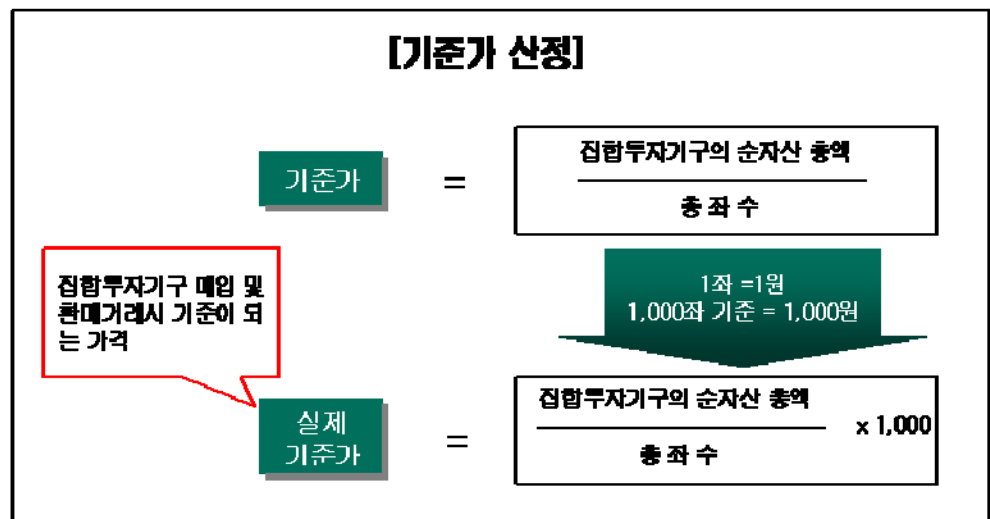 [기준가 산정]
기준가
=
집합투자기구의 순자산 총액
총 좌 수
1좌 =1원
1,000좌 기준 = 1,000원
집합투자기구 매입 및
판매거래시 기준이 되
는 가격
실제
기준가
=
집합투자기구의 순자산 총액
총 좌 수
x 1,000